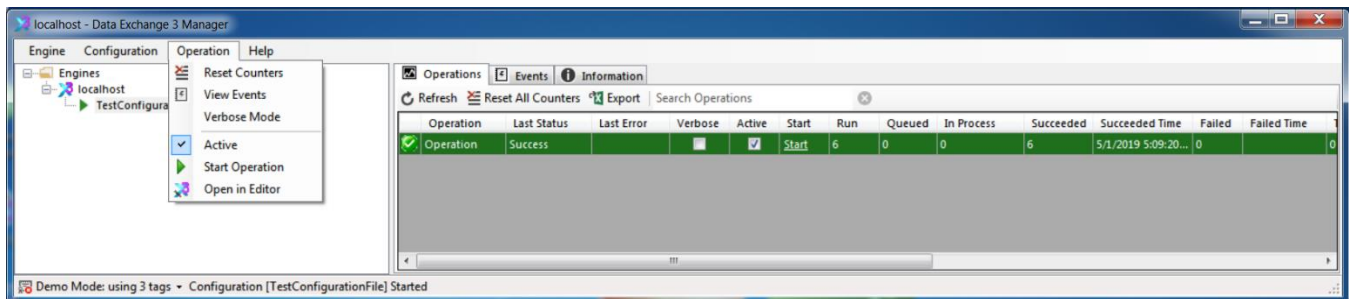 localhost - Data Exchange 3 Manager
Engine Configuration Operation Help
Reset Counters
View Events
Verbose Mode
Active
Start Operation
Open in Editor
Engines
localhost
Operations Events Information
Refresh Reset All Counters Export Search Operations
Operation Last Status Last Error Verbose Active Start Run Queued In Process Succeeded Succeeded Time Failed Failed Time
Operation Success Start 6 0 0 6 5/1/2019 5:09:20... 0 0
Demo Mode: using 3 tags Configuration [TestConfigurationFile] Started